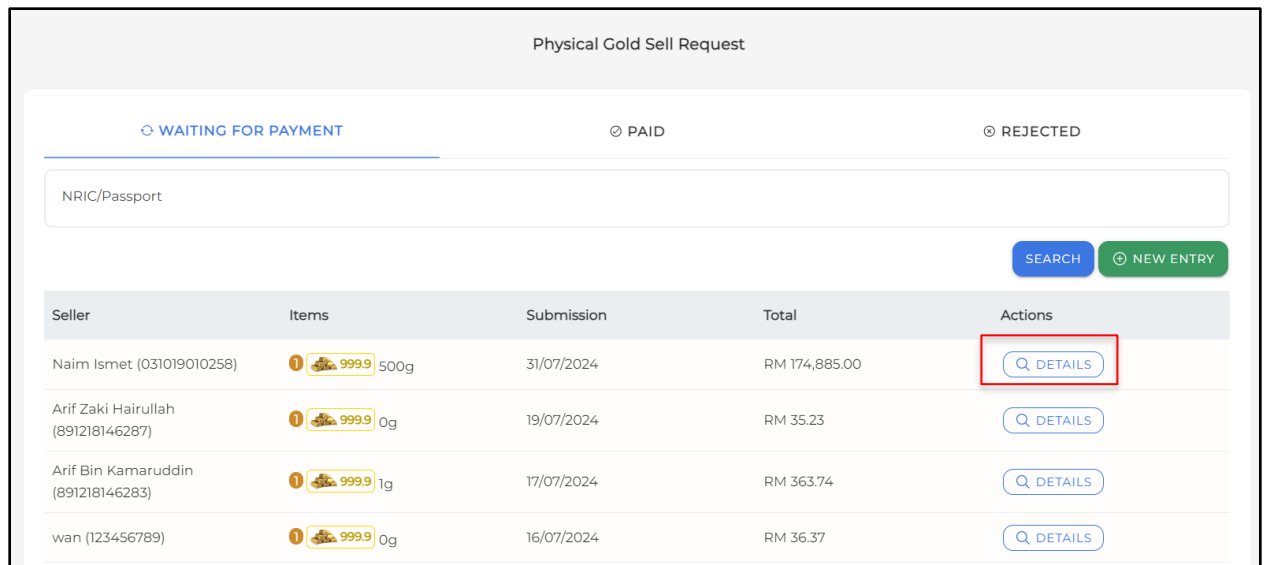 Physical Gold Sell Request
WAITING FOR PAYMENT PAID REJECTED
NRIC/Passport
SEARCH NEW ENTRY
Seller Items Submission Total Actions
Naim Ismet (031019010258) 1 999.9 500g 31/07/2024 RM 174,885.00 DETAILS
Arif Zaki Hairullah
(891218146287) 1 999.9 0g 19/07/2024 RM 35.23 DETAILS
Arif Bin Kamaruddin
(891218146283) 1 999.9 1g 17/07/2024 RM 363.74 DETAILS
wan (123456789) 1 999.9 0g 16/07/2024 RM 36.37 DETAILS